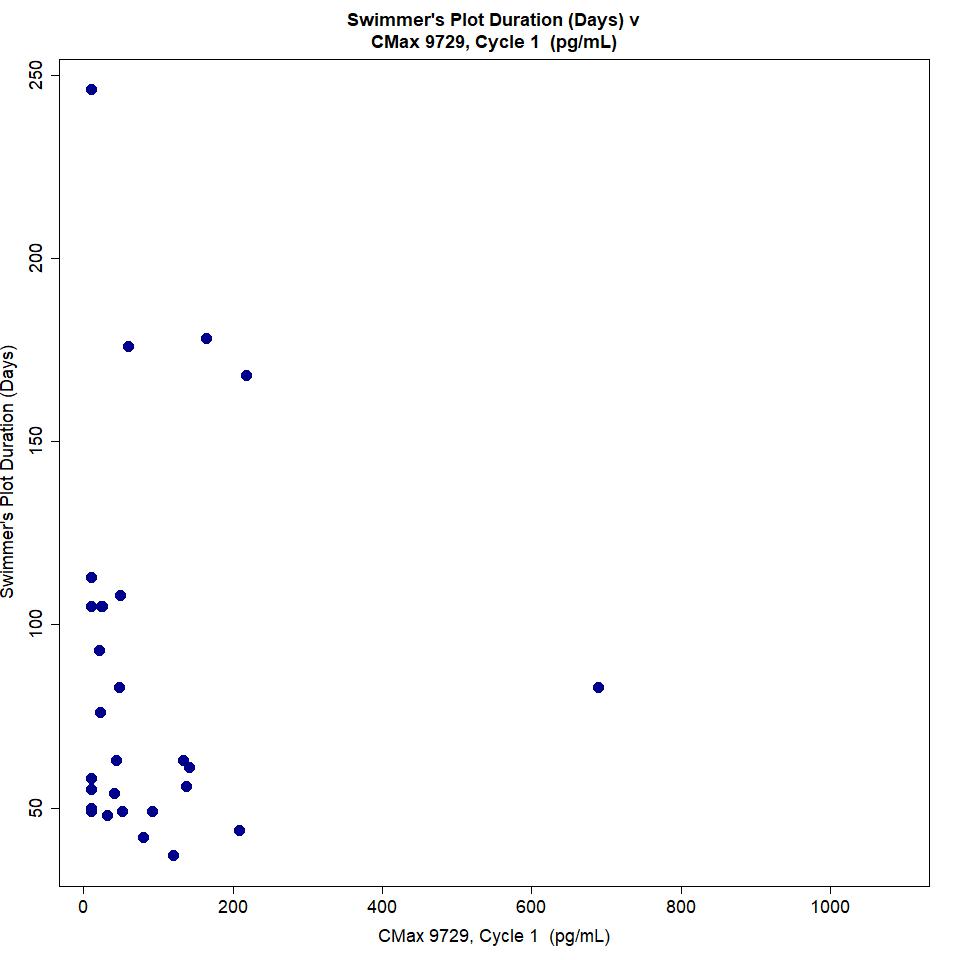 Swimmer's Plot Duration (Days) v
CMax 9729, Cycle 1  (pg/mL)
250
200
150
100
50
Swimmer's Plot Duration (Days)
0 200 400 600 800 1000
CMax 9729, Cycle 1  (pg/mL)